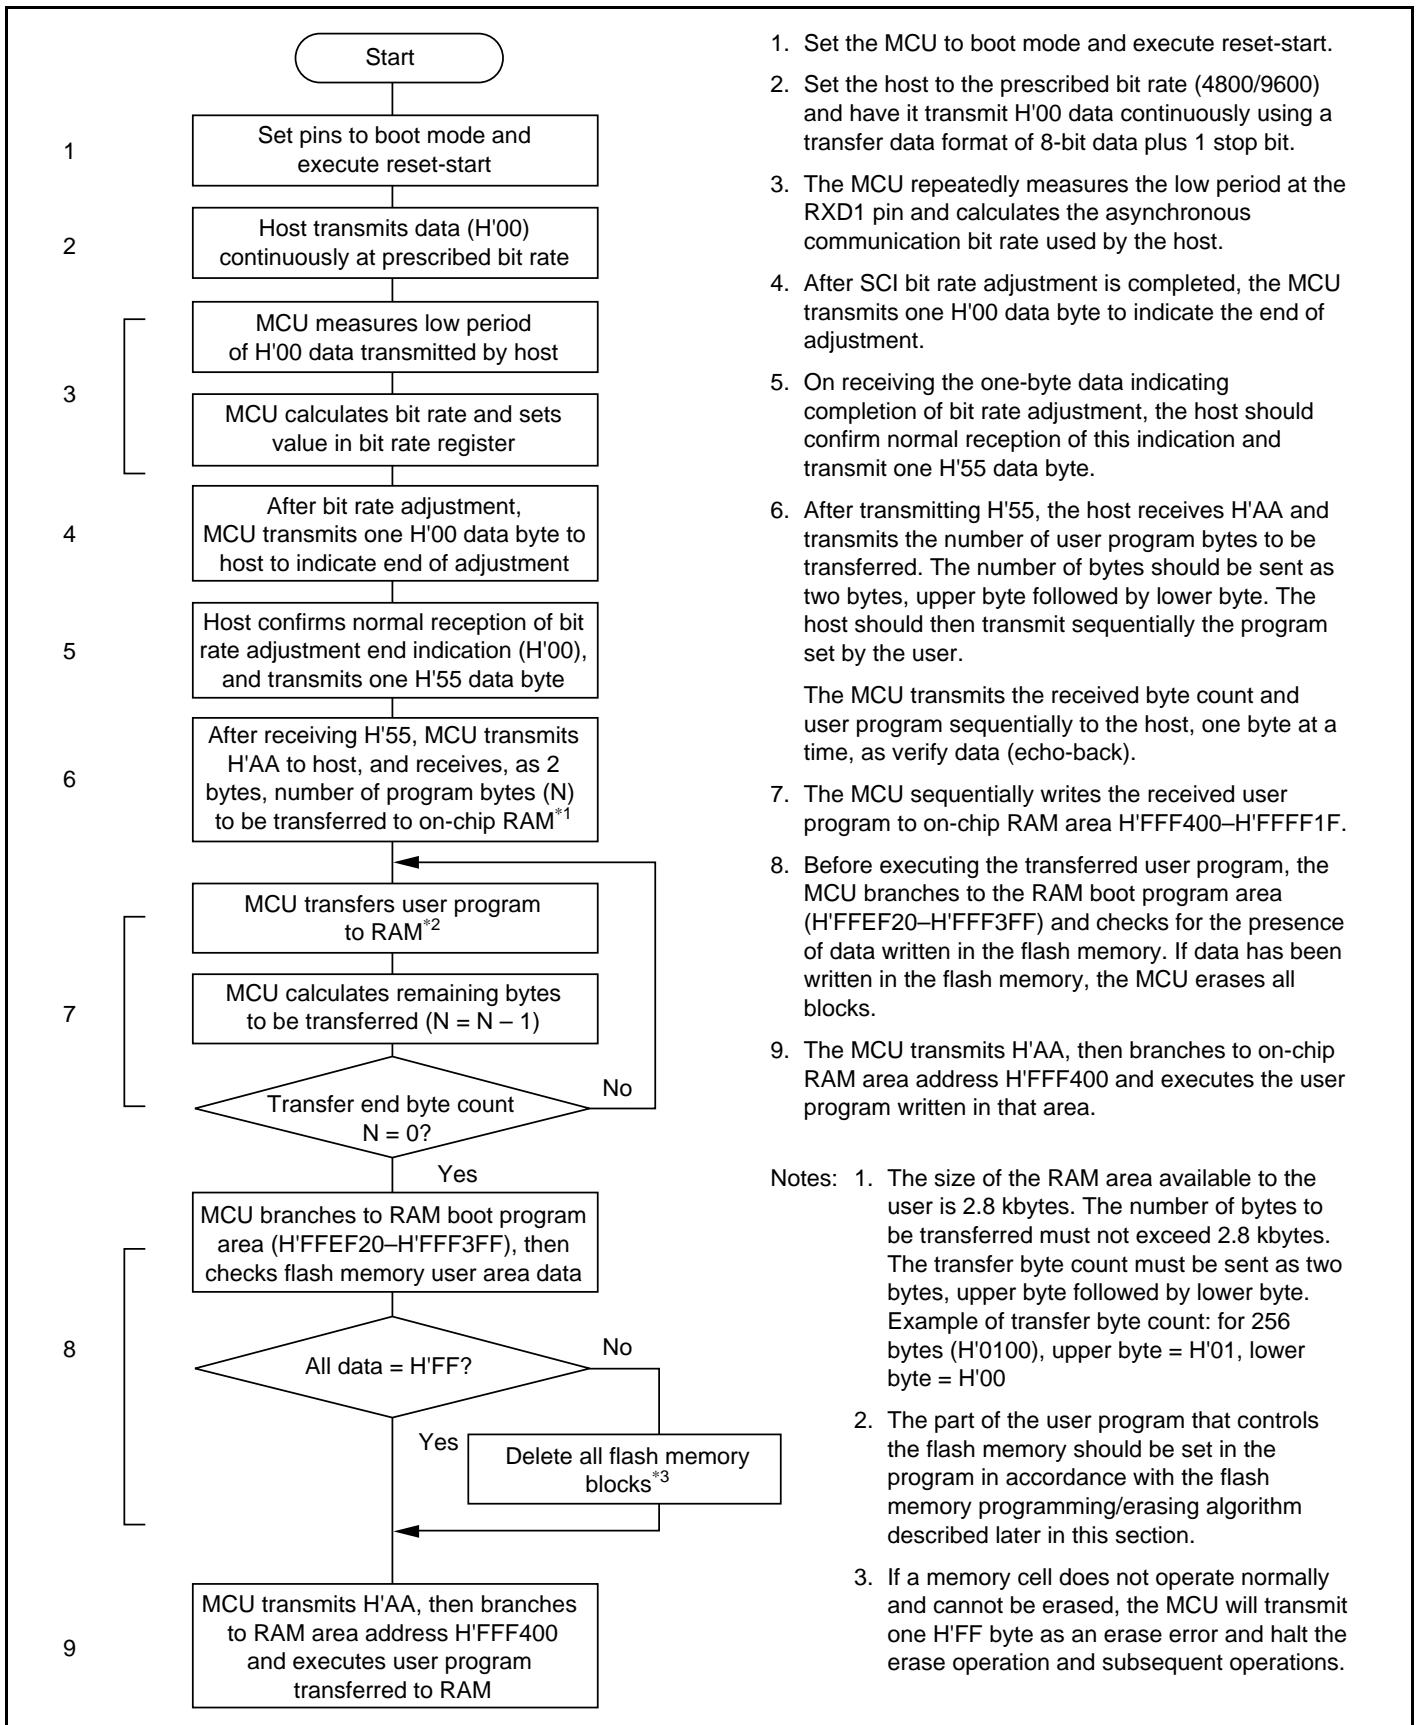 Start
1
Set pins to boot mode and
execute reset-start
2
Host transmits data (H'00)
continuously at prescribed bit rate
3
MCU measures low period
of H'00 data transmitted by host
MCU calculates bit rate and sets
value in bit rate register
4
After bit rate adjustment,
MCU transmits one H'00 data byte to
host to indicate end of adjustment
5
Host confirms normal reception of bit
rate adjustment end indication (H'00),
and transmits one H'55 data byte
6
After receiving H'55, MCU transmits
H'AA to host, and receives, as 2
bytes, number of program bytes (N)
to be transferred to on-chip RAM*1
7
MCU transfers user program
to RAM*2
MCU calculates remaining bytes
to be transferred (N = N – 1)
Transfer end byte count
N = 0?
No
Yes
8
MCU branches to RAM boot program
area (H'FFEF20–H'FFF3FF), then
checks flash memory user area data
All data = H'FF?
No
Yes
Delete all flash memory
blocks*3
9
MCU transmits H'AA, then branches
to RAM area address H'FFF400
and executes user program
transferred to RAM
1. Set the MCU to boot mode and execute reset-start.
2. Set the host to the prescribed bit rate (4800/9600)
and have it transmit H'00 data continuously using a
transfer data format of 8-bit data plus 1 stop bit.
3. The MCU repeatedly measures the low period at the
RXD1 pin and calculates the asynchronous
communication bit rate used by the host.
4. After SCI bit rate adjustment is completed, the MCU
transmits one H'00 data byte to indicate the end of
adjustment.
5. On receiving the one-byte data indicating
completion of bit rate adjustment, the host should
confirm normal reception of this indication and
transmit one H'55 data byte.
6. After transmitting H'55, the host receives H'AA and
transmits the number of user program bytes to be
transferred. The number of bytes should be sent as
two bytes, upper byte followed by lower byte. The
host should then transmit sequentially the program
set by the user.
The MCU transmits the received byte count and
user program sequentially to the host, one byte at a
time, as verify data (echo-back).
7. The MCU sequentially writes the received user
program to on-chip RAM area H'FFF400–H'FFFF1F.
8. Before executing the transferred user program, the
MCU branches to the RAM boot program area
(H'FFEF20–H'FFF3FF) and checks for the presence
of data written in the flash memory. If data has been
written in the flash memory, the MCU erases all
blocks.
9. The MCU transmits H'AA, then branches to on-chip
RAM area address H'FFF400 and executes the user
program written in that area.
Notes: 1. The size of the RAM area available to the
user is 2.8 kbytes. The number of bytes to
be transferred must not exceed 2.8 kbytes.
The transfer byte count must be sent as two
bytes, upper byte followed by lower byte.
Example of transfer byte count: for 256
bytes (H'0100), upper byte = H'01, lower
byte = H'00
2. The part of the user program that controls
the flash memory should be set in the
program in accordance with the flash
memory programming/erasing algorithm
described later in this section.
3. If a memory cell does not operate normally
and cannot be erased, the MCU will transmit
one H'FF byte as an erase error and halt the
erase operation and subsequent operations.